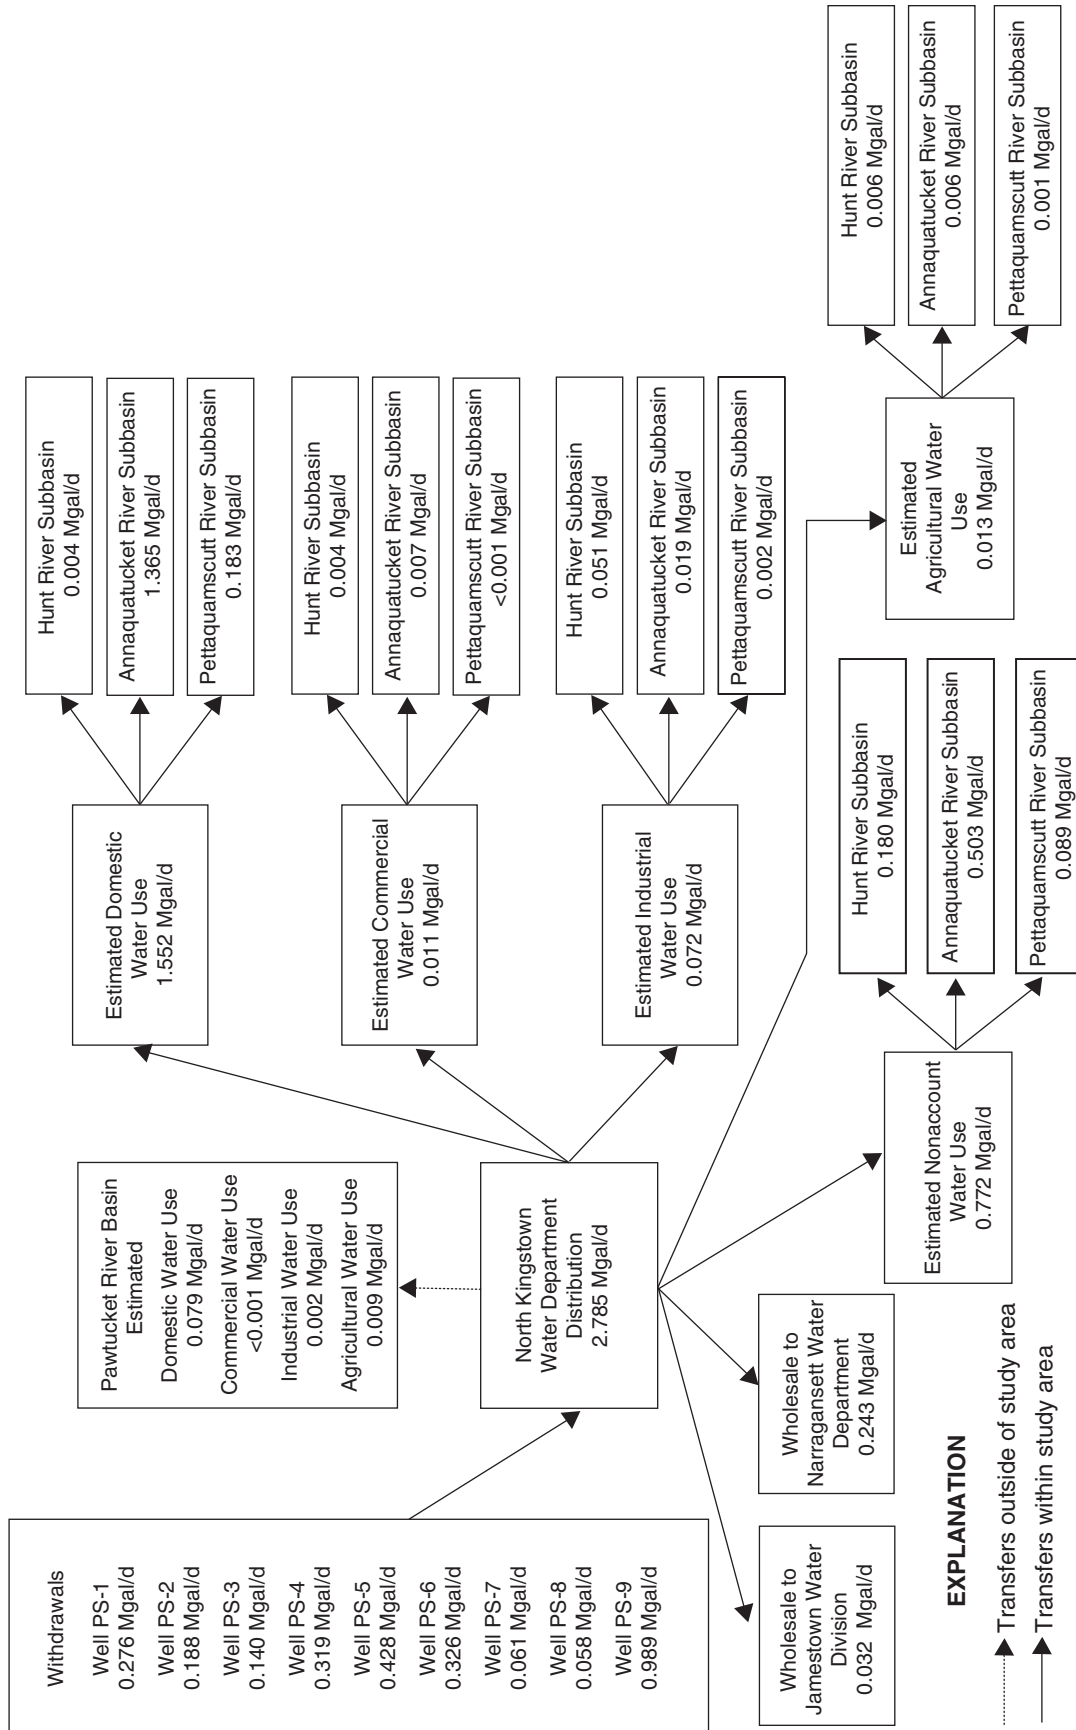 Withdrawals
Well PS-1
0.276 Mgal/d
Well PS-2
0.188 Mgal/d
Well PS-3
0.140 Mgal/d
Well PS-4
0.319 Mgal/d
Well PS-5
0.428 Mgal/d
Well PS-6
0.326 Mgal/d
Well PS-7
0.061 Mgal/d
Well PS-8
0.058 Mgal/d
Well PS-9
0.989 Mgal/d
Pawtucket River Basin
Estimated
Domestic Water Use
0.079 Mgal/d
Commercial Water Use
<0.001 Mgal/d
Industrial Water Use
0.002 Mgal/d
Agricultural Water Use
0.009 Mgal/d
North Kingstown
Water Department
Distribution
2.785 Mgal/d
Wholesale to
Jamestown Water
Division
0.032 Mgal/d
Wholesale to
Narragansett Water
Department
0.243 Mgal/d
Estimated Domestic
Water Use
1.552 Mgal/d
Hunt River Subbasin
0.004 Mgal/d
Annaquatucket River Subbasin
1.365 Mgal/d
Pettaquamscutt River Subbasin
0.183 Mgal/d
Estimated Commercial
Water Use
0.011 Mgal/d
Hunt River Subbasin
0.004 Mgal/d
Annaquatucket River Subbasin
0.007 Mgal/d
Pettaquamscutt River Subbasin
<0.001 Mgal/d
Estimated Industrial
Water Use
0.072 Mgal/d
Hunt River Subbasin
0.051 Mgal/d
Annaquatucket River Subbasin
0.019 Mgal/d
Pettaquamscutt River Subbasin
0.002 Mgal/d
Estimated Nonaccount
Water Use
0.772 Mgal/d
Hunt River Subbasin
0.180 Mgal/d
Annaquatucket River Subbasin
0.503 Mgal/d
Pettaquamscutt River Subbasin
0.089 Mgal/d
Estimated
Agricultural Water
Use
0.013 Mgal/d
Hunt River Subbasin
0.006 Mgal/d
Annaquatucket River Subbasin
0.006 Mgal/d
Pettaquamscutt River Subbasin
0.001 Mgal/d
EXPLANATION
Transfers outside of study area
Transfers within study area